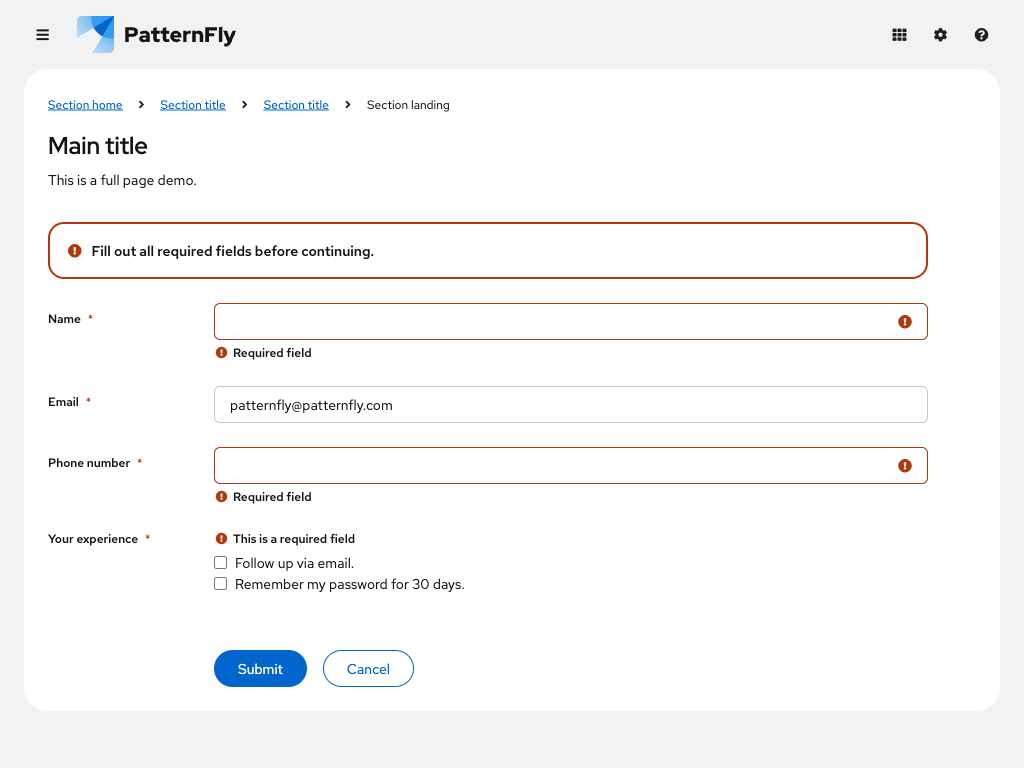 PatternFly
Section home Section title Section title Section landing
Main title
This is a full page demo.
Fill out all required fields before continuing.
Name *
Required field
Email * patternfly@patternfly.com
Phone number *
Required field
Your experience * This is a required field
Follow up via email.
Remember my password for 30 days.
Submit Cancel